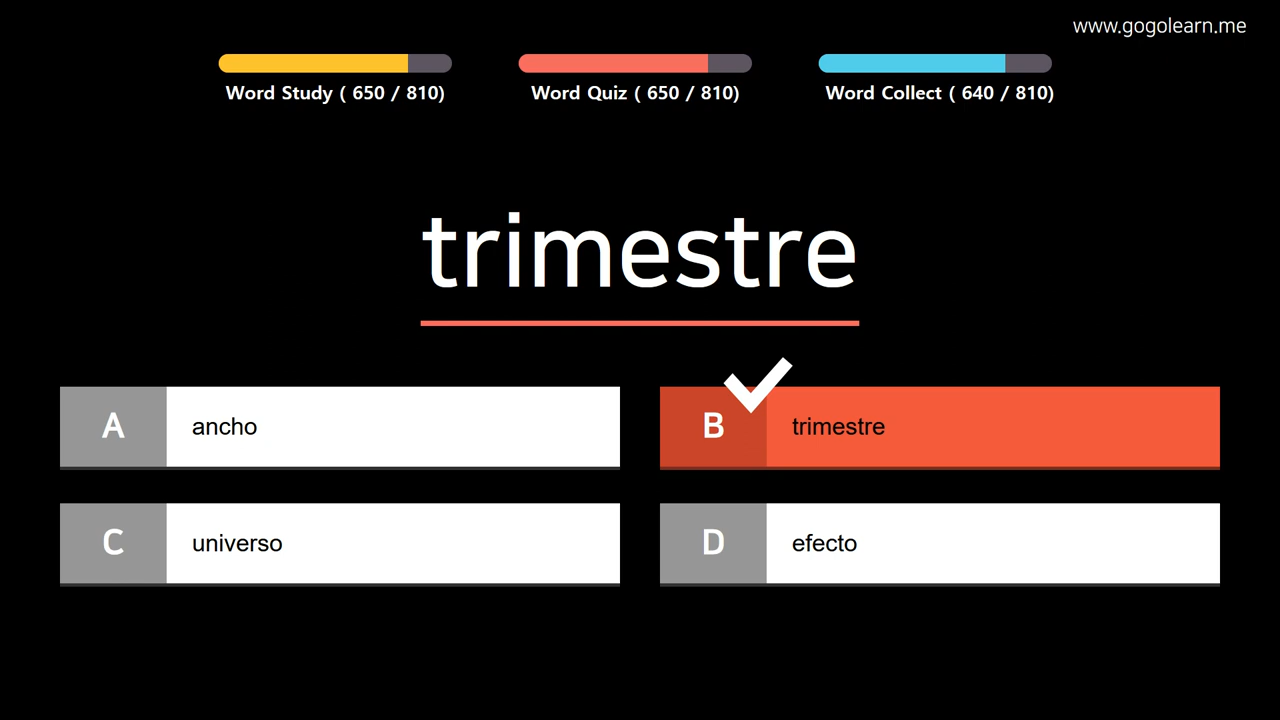 www.gogolearn.me
Word Study ( 650 / 810)
Word Quiz ( 650 / 810)
Word Collect ( 640 / 810)
trimestre
A
ancho
B
trimestre
C
universo
D
efecto